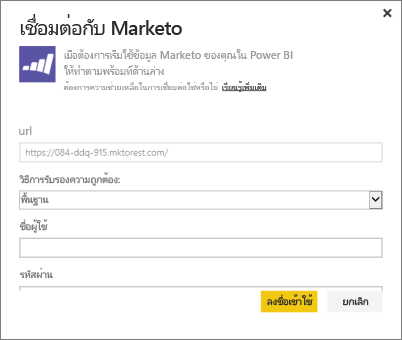 เชื่อมต่อกับ Marketo
เมื่อต้องการเริ่มใช้ข้อมูล Marketo ของคุณใน Power BI
ให้ทำตามพร้อมท์ด้านล่าง
ต้องการความช่วยเหลือในการเชื่อมต่อใช่หรือไม่ เรียนรู้เพิ่มเติม
url
https://084-ddq-915.mktorest.com/
วิธีการรับรองความถูกต้อง:
พื้นฐาน
ชื่อผู้ใช้
รหัสผ่าน
ลงชื่อเข้าใช้ ยกเลิก